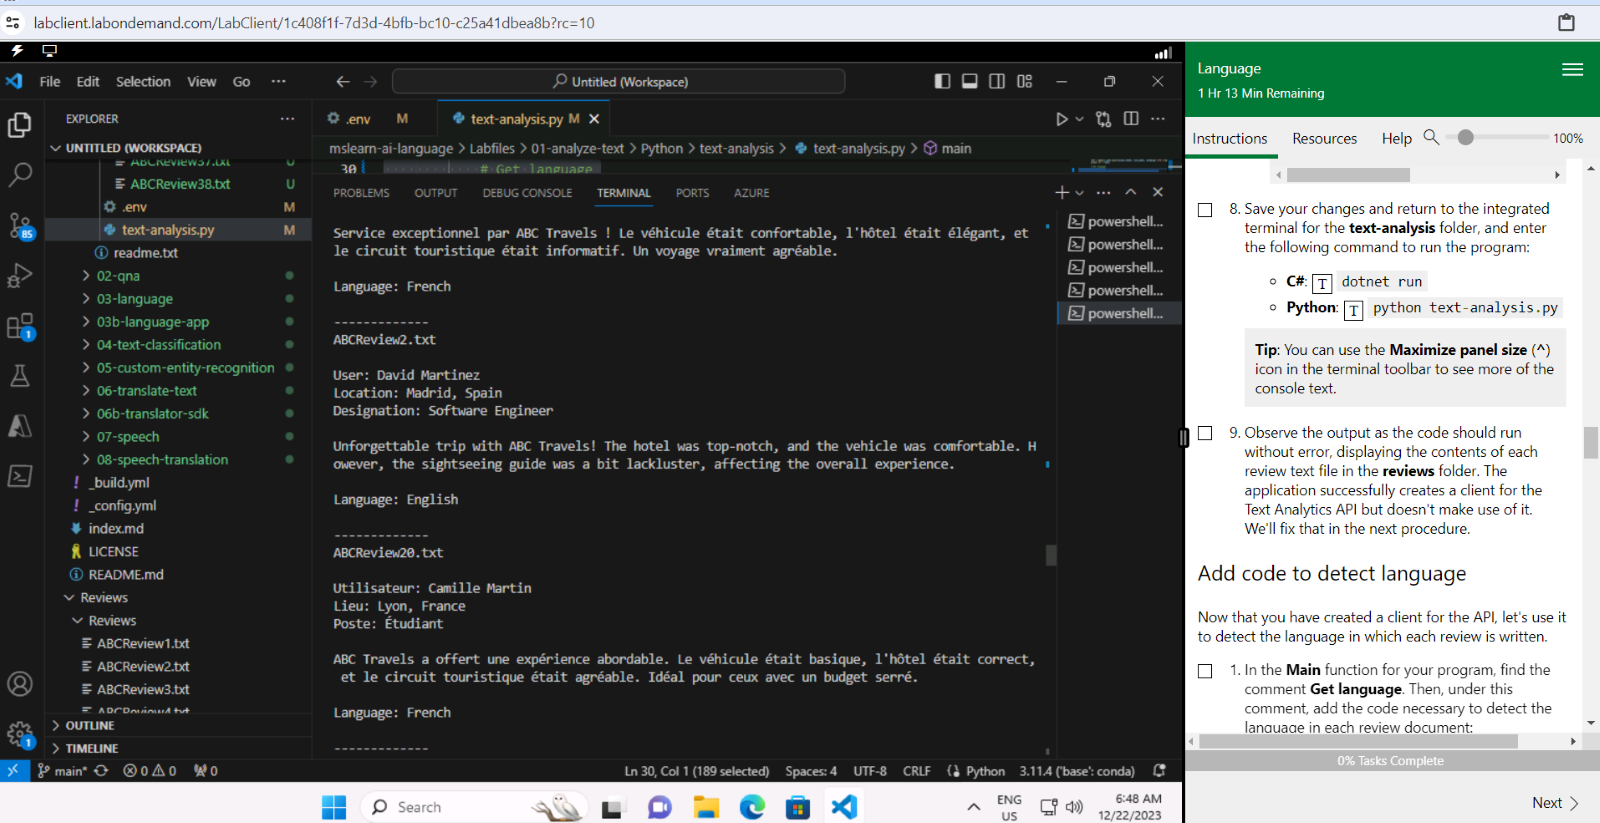 labclient.labondemand.com/LabClient/1c408f1f-7d3d-4bfb-bc10-c25a41dbea8b?rc=10
File Edit Selection View Go ···
Untitled (Workspace)
EXPLORER
UNTITLED (WORKSPACE)
ABCReview37.txt U
ABCReview38.txt U
.env M
text-analysis.py M
readme.txt
02-qna
03-language
03b-language-app
04-text-classification
05-custom-entity-recognition
06-translate-text
06b-translator-sdk
07-speech
08-speech-translation
_build.yml
_config.yml
index.md
LICENSE
README.md
Reviews
Reviews
ABCReview1.txt
ABCReview2.txt
ABCReview3.txt
ABCReview4.txt
OUTLINE
TIMELINE
85
1
1
.env M
text-analysis.py M
mslearn-ai-language > Labfiles > 01-analyze-text > Python > text-analysis > text-analysis.py > main
30 # Get language
PROBLEMS OUTPUT DEBUG CONSOLE TERMINAL PORTS AZURE
Service exceptionnel par ABC Travels ! Le véhicule était confortable, l'hôtel était élégant, et
le circuit touristique était informatif. Un voyage vraiment agréable.
Language: French
-------------
ABCReview2.txt
User: David Martinez
Location: Madrid, Spain
Designation: Software Engineer
Unforgettable trip with ABC Travels! The hotel was top-notch, and the vehicle was comfortable. H
owever, the sightseeing guide was a bit lackluster, affecting the overall experience.
Language: English
-------------
ABCReview20.txt
Utilisateur: Camille Martin
Lieu: Lyon, France
Poste: Étudiant
ABC Travels a offert une expérience abordable. Le véhicule était basique, l'hôtel était correct,
et le circuit touristique était agréable. Idéal pour ceux avec un budget serré.
Language: French
-------------
powershell...
powershell...
powershell...
powershell...
powershell...
main* 0 0 0
Ln 30, Col 1 (189 selected) Spaces: 4 UTF-8 CRLF Python 3.11.4 ('base': conda)
Search
ENG
US
6:48 AM
12/22/2023
Language
1 Hr 13 Min Remaining
Instructions Resources Help 100%
8. Save your changes and return to the integrated
terminal for the text-analysis folder, and enter
the following command to run the program:
C#: T dotnet run
Python: T python text-analysis.py
Tip: You can use the Maximize panel size (^)
icon in the terminal toolbar to see more of the
console text.
9. Observe the output as the code should run
without error, displaying the contents of each
review text file in the reviews folder. The
application successfully creates a client for the
Text Analytics API but doesn't make use of it.
We'll fix that in the next procedure.
Add code to detect language
Now that you have created a client for the API, let's use it
to detect the language in which each review is written.
1. In the Main function for your program, find the
comment Get language. Then, under this
comment, add the code necessary to detect the
language in each review document:
0% Tasks Complete
Next >